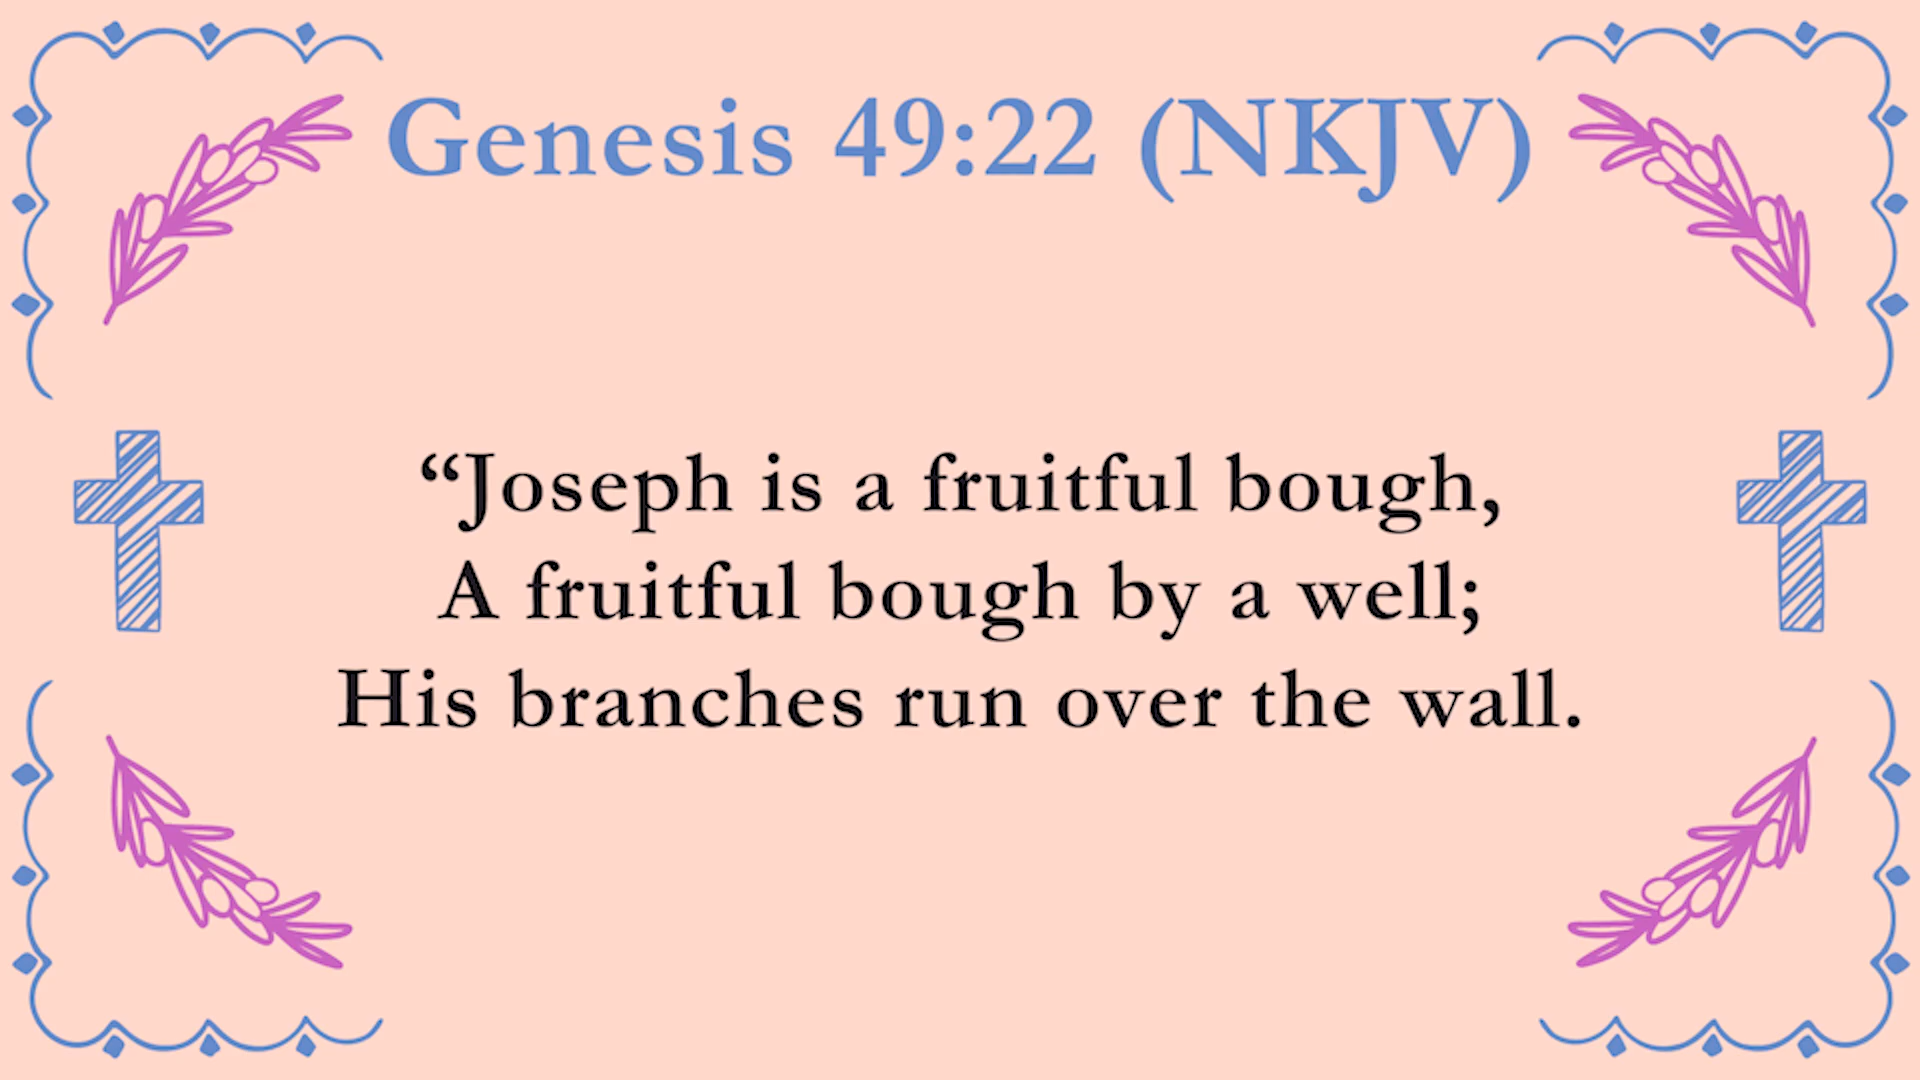 Genesis 49:22 (NKJV)
“Joseph is a fruitful bough,
A fruitful bough by a well;
His branches run over the wall.